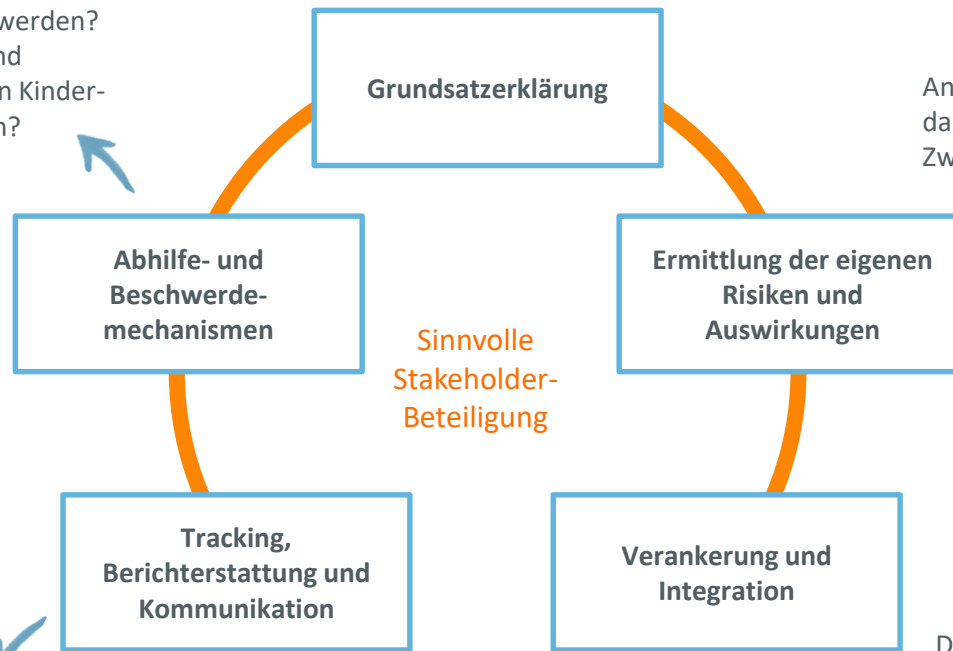 werden?
nd
n Kinder-
n?
Grundsatzerklärung
An
da
Zw
Abhilfe- und
Beschwerde-
mechanismen
Ermittlung der eigenen
Risiken und
Auswirkungen
Sinnvolle
Stakeholder-
Beteiligung
Tracking,
Berichterstattung und
Kommunikation
Verankerung und
Integration
D